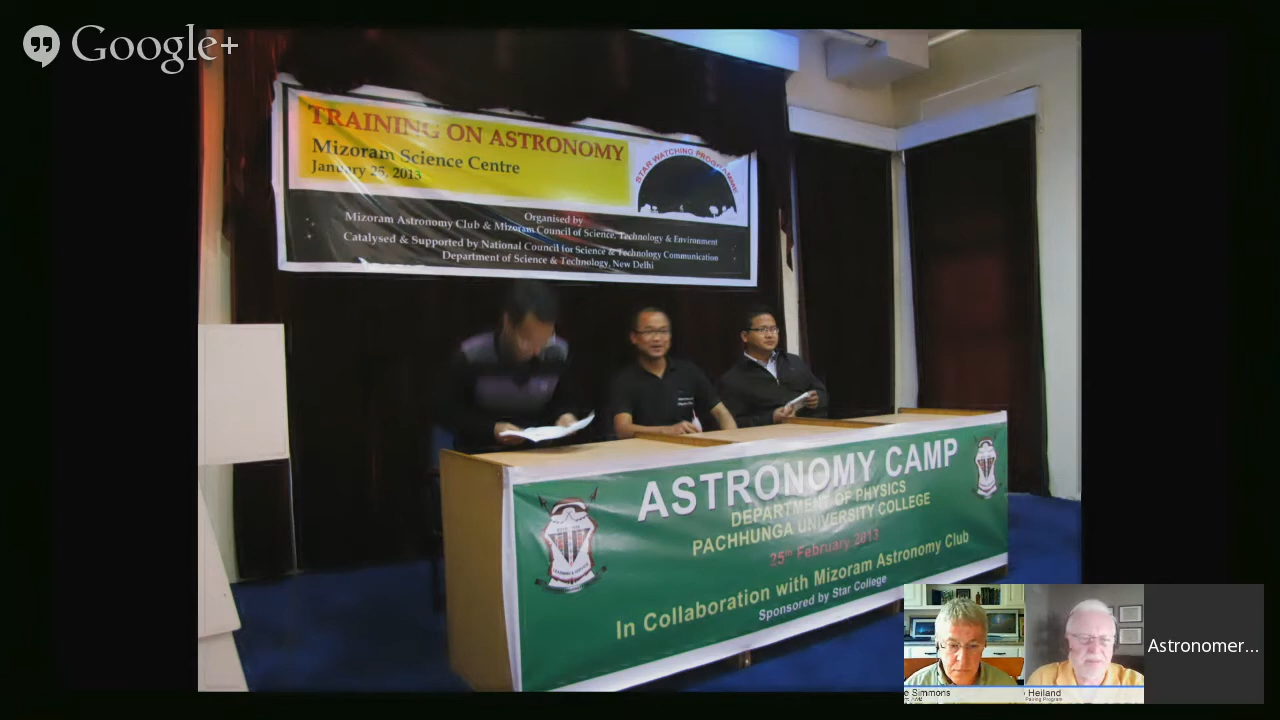 Google+
TRAINING ON ASTRONOMY
Mizoram Science Centre
January 25, 2013
STAR WATCHING PROGRAMME
Organised by
Mizoram Astronomy Club & Mizoram Council of Science, Technology & Environment
Catalysed & Supported by National Council for Science & Technology Communication
Department of Science & Technology, New Delhi
ASTRONOMY CAMP
DEPARTMENT OF PHYSICS
PACHHUNGA UNIVERSITY COLLEGE
25th February 2013
In Collaboration with Mizoram Astronomy Club
Sponsored by Star College
e Simmons
Heiland
Pairing Program
Astronomer...